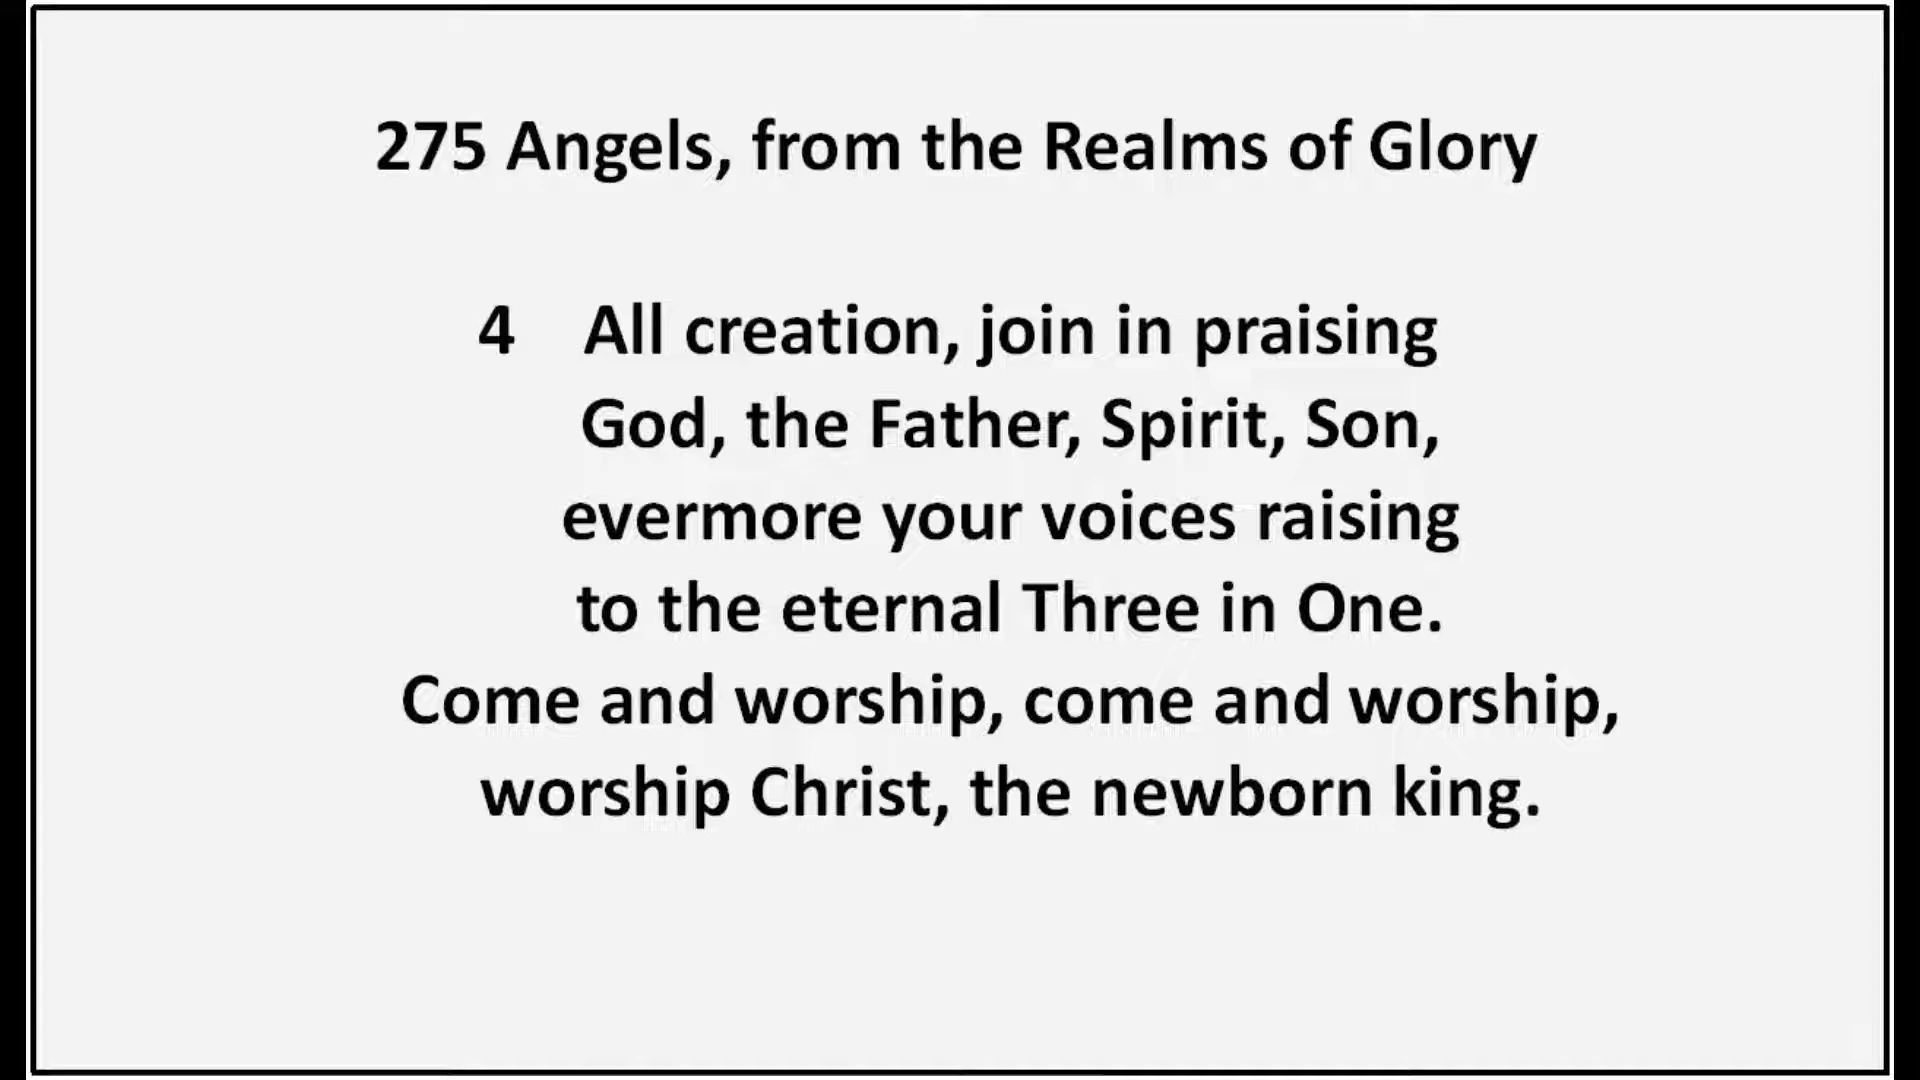 275 Angels, from the Realms of Glory
4 All creation, join in praising
God, the Father, Spirit, Son,
evermore your voices raising
to the eternal Three in One.
Come and worship, come and worship,
worship Christ, the newborn king.